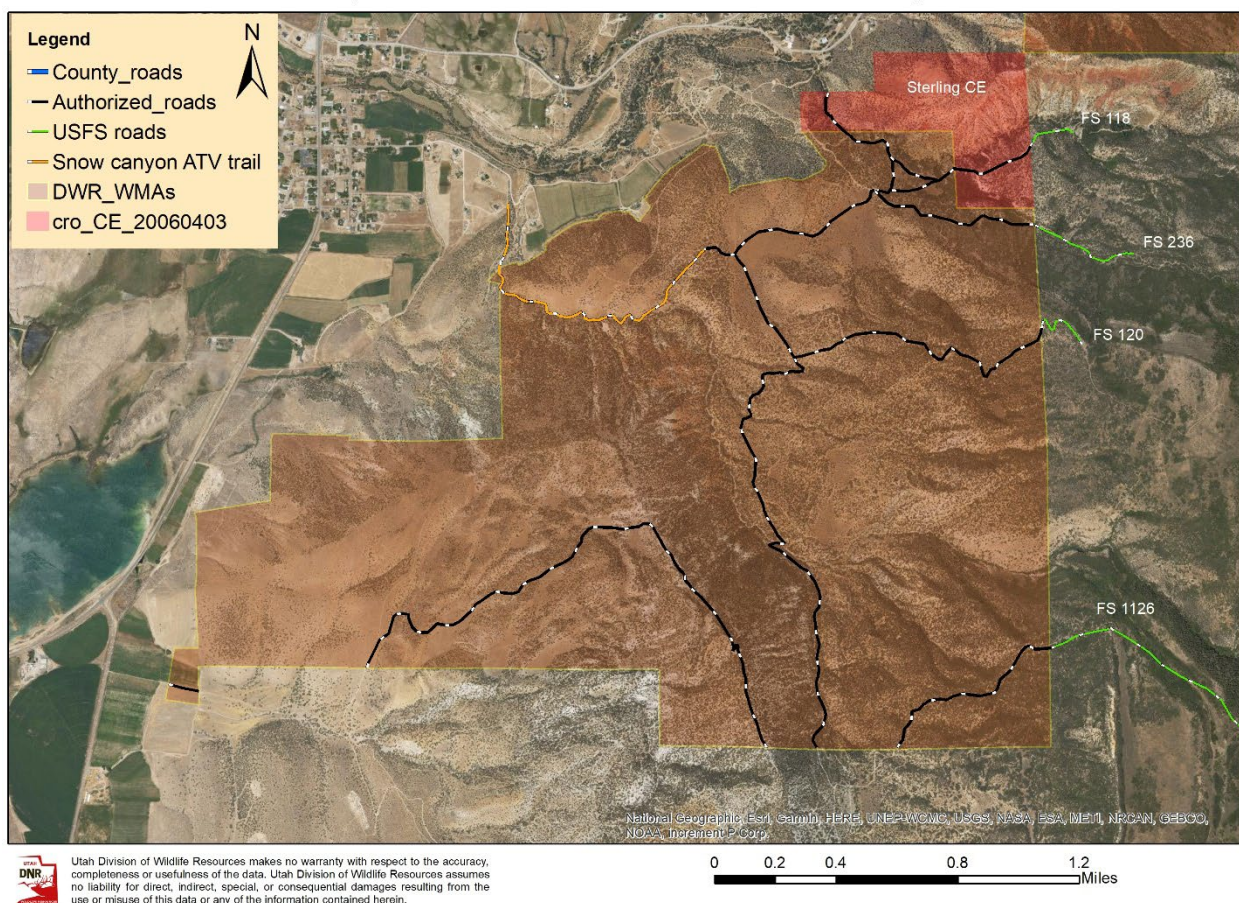 Legend
N
County_roads
Authorized_roads
USFS roads
Snow canyon ATV trail
DWR_WMAs
cro_CE_20060403
Sterling CE
FS 118
FS 236
FS 120
FS 1126
National Geographic, Esri, Garmin, HERE, UNEP-WCMC, USGS, NASA, ESA, METI, NRCAN, GEBCO,
NOAA, Increment P Corp.
UTAH
DNR
Utah Division of Wildlife Resources makes no warranty with respect to the accuracy,
completeness or usefulness of the data. Utah Division of Wildlife Resources assumes
no liability for direct, indirect, special, or consequential damages resulting from the
use or misuse of this data or any of the information contained herein.
0 0.2 0.4 0.8 1.2
Miles